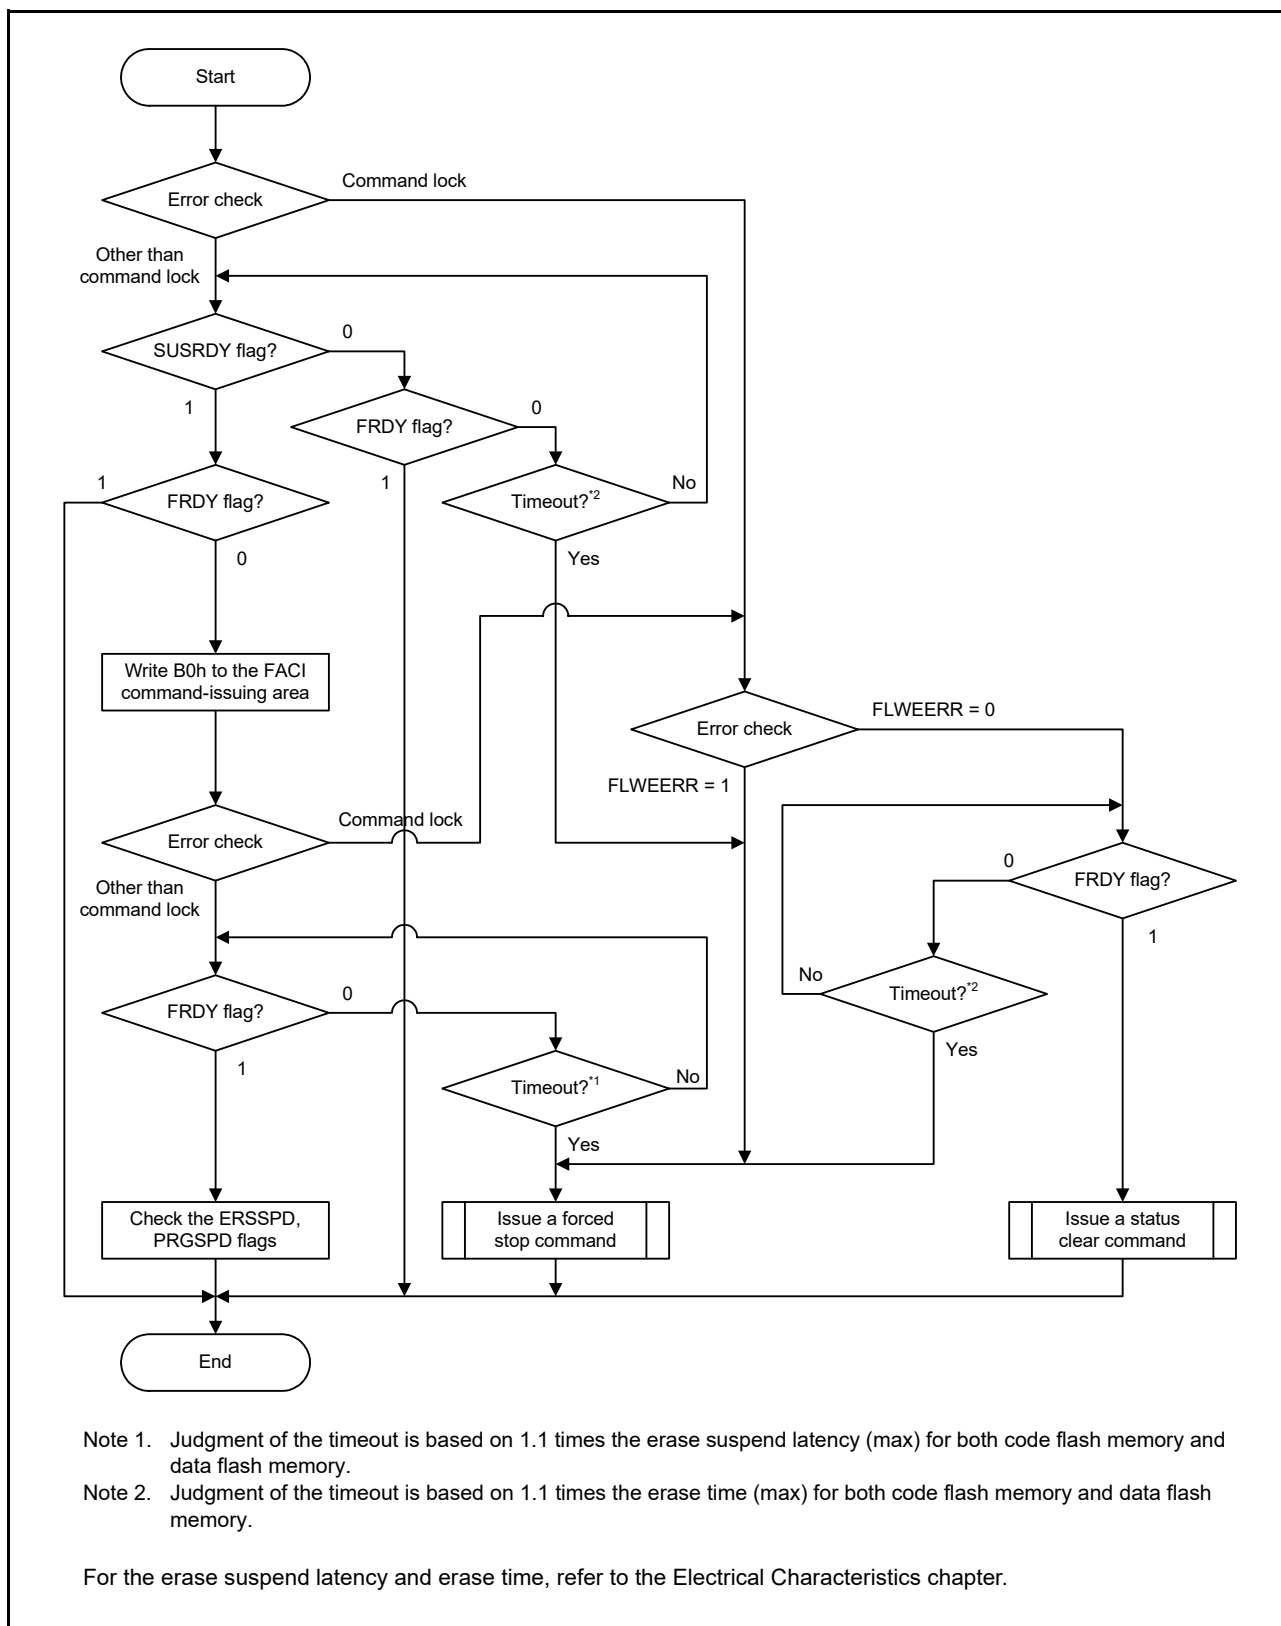 Start
Error check
Command lock
Other than
command lock
SUSRDY flag?
0
1
FRDY flag?
0
1
1
FRDY flag?
0
Timeout?*2
No
Yes
Write B0h to the FACI
command-issuing area
Error check
FLWEERR = 0
FLWEERR = 1
Error check
Command lock
Other than
command lock
0
FRDY flag?
1
No
Timeout?*2
Yes
FRDY flag?
0
1
Timeout?*1
No
Yes
Check the ERSSPD,
PRGSPD flags
Issue a forced
stop command
Issue a status
clear command
End
Note 1. Judgment of the timeout is based on 1.1 times the erase suspend latency (max) for both code flash memory and
data flash memory.
Note 2. Judgment of the timeout is based on 1.1 times the erase time (max) for both code flash memory and data flash
memory.
For the erase suspend latency and erase time, refer to the Electrical Characteristics chapter.